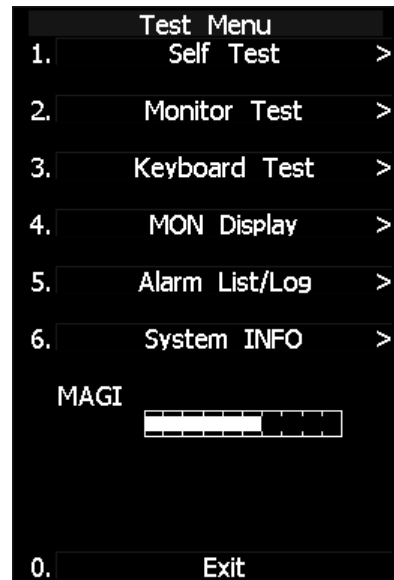 Test Menu
1. Self Test >
2. Monitor Test >
3. Keyboard Test >
4. MON Display >
5. Alarm List/Log >
6. System INFO >
MAGI
0. Exit